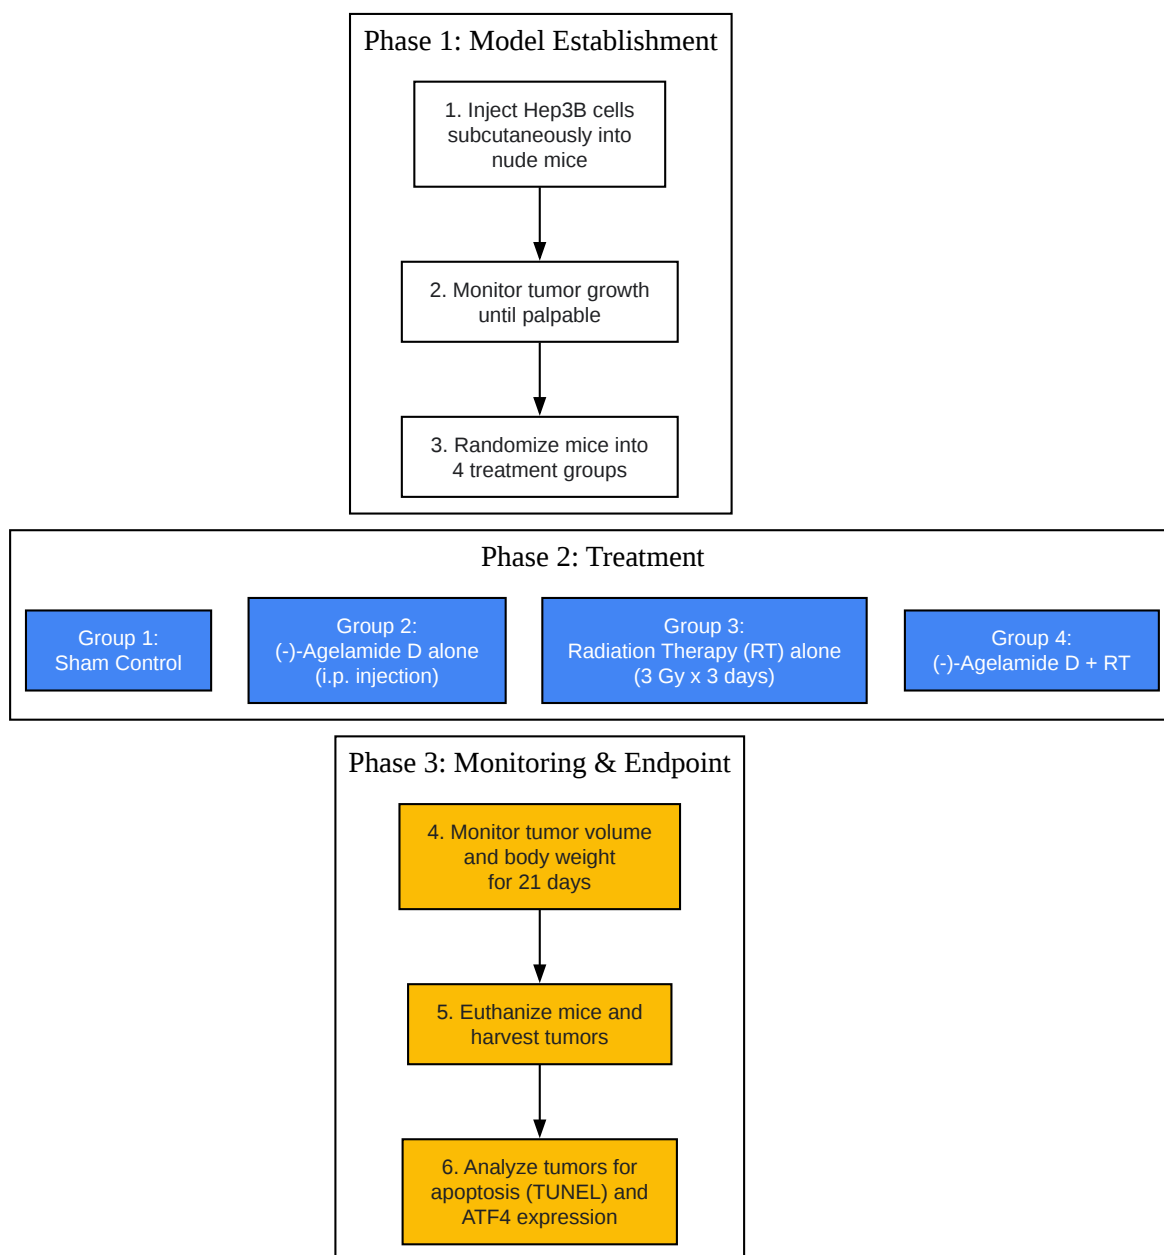 Phase 1: Model Establishment
1. Inject Hep3B cells
subcutaneously into
nude mice
2. Monitor tumor growth
until palpable
3. Randomize mice into
4 treatment groups
Phase 2: Treatment
Group 1:
Sham Control
Group 2:
(-)-Agelamide D alone
(i.p. injection)
Group 3:
Radiation Therapy (RT) alone
(3 Gy x 3 days)
Group 4:
(-)-Agelamide D + RT
Phase 3: Monitoring & Endpoint
4. Monitor tumor volume
and body weight
for 21 days
5. Euthanize mice and
harvest tumors
6. Analyze tumors for
apoptosis (TUNEL) and
ATF4 expression